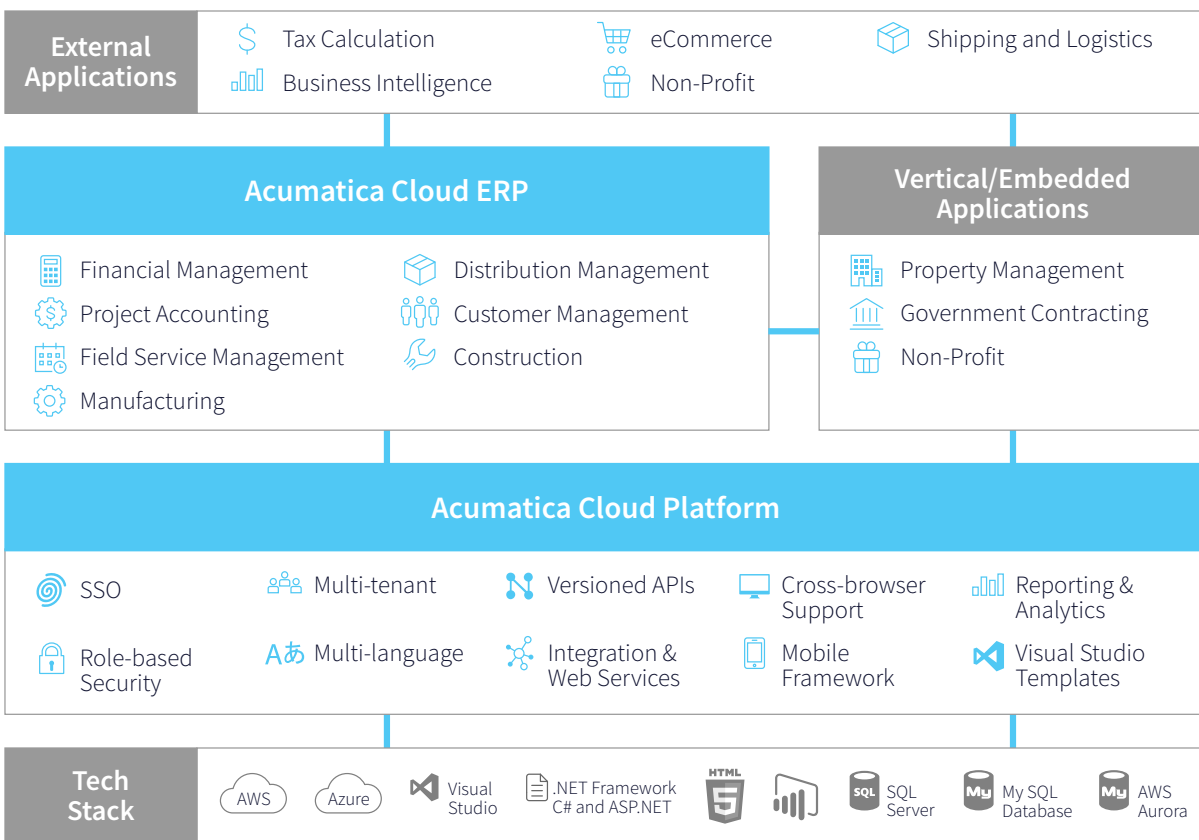 External
Applications
Tax Calculation
eCommerce
Shipping and Logistics
Business Intelligence
Non-Profit
Acumatica Cloud ERP
Financial Management
Distribution Management
Project Accounting
Customer Management
Field Service Management
Construction
Manufacturing
Vertical/Embedded
Applications
Property Management
Government Contracting
Non-Profit
Acumatica Cloud Platform
SSO
Multi-tenant
Versioned APIs
Cross-browser
Support
Reporting &
Analytics
Role-based
Security
Aあ
Multi-language
Integration &
Web Services
Mobile
Framework
Visual Studio
Templates
Tech
Stack
AWS
Azure
Visual
Studio
.NET Framework
C# and ASP.NET
HTML
5
SQL
SQL
Server
My
My SQL
Database
My
AWS
Aurora